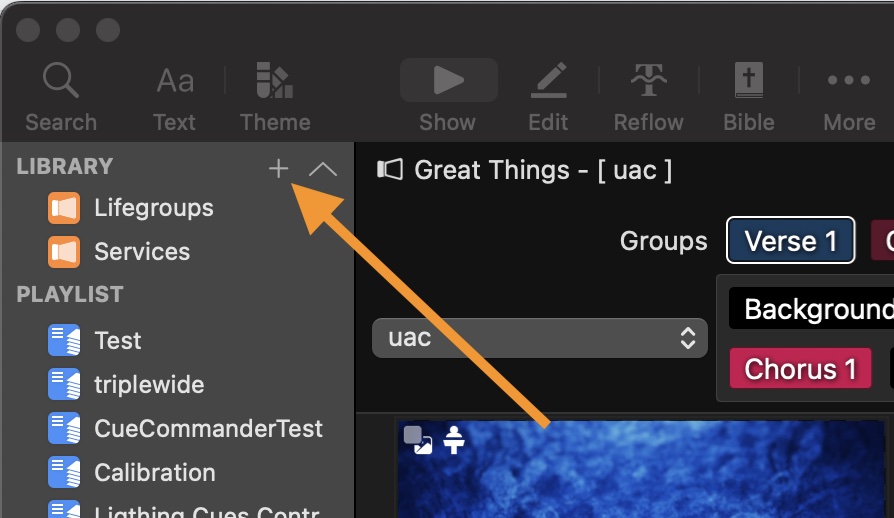 Search
Aa
Text
Theme
Show
Edit
Reflow
Bible
More
LIBRARY
Lifegroups
Services
PLAYLIST
Test
triplewide
CueCommanderTest
Calibration
Ligthing Cues Contr
Great Things - [ uac ]
Groups
Verse 1
uac
Background
Chorus 1